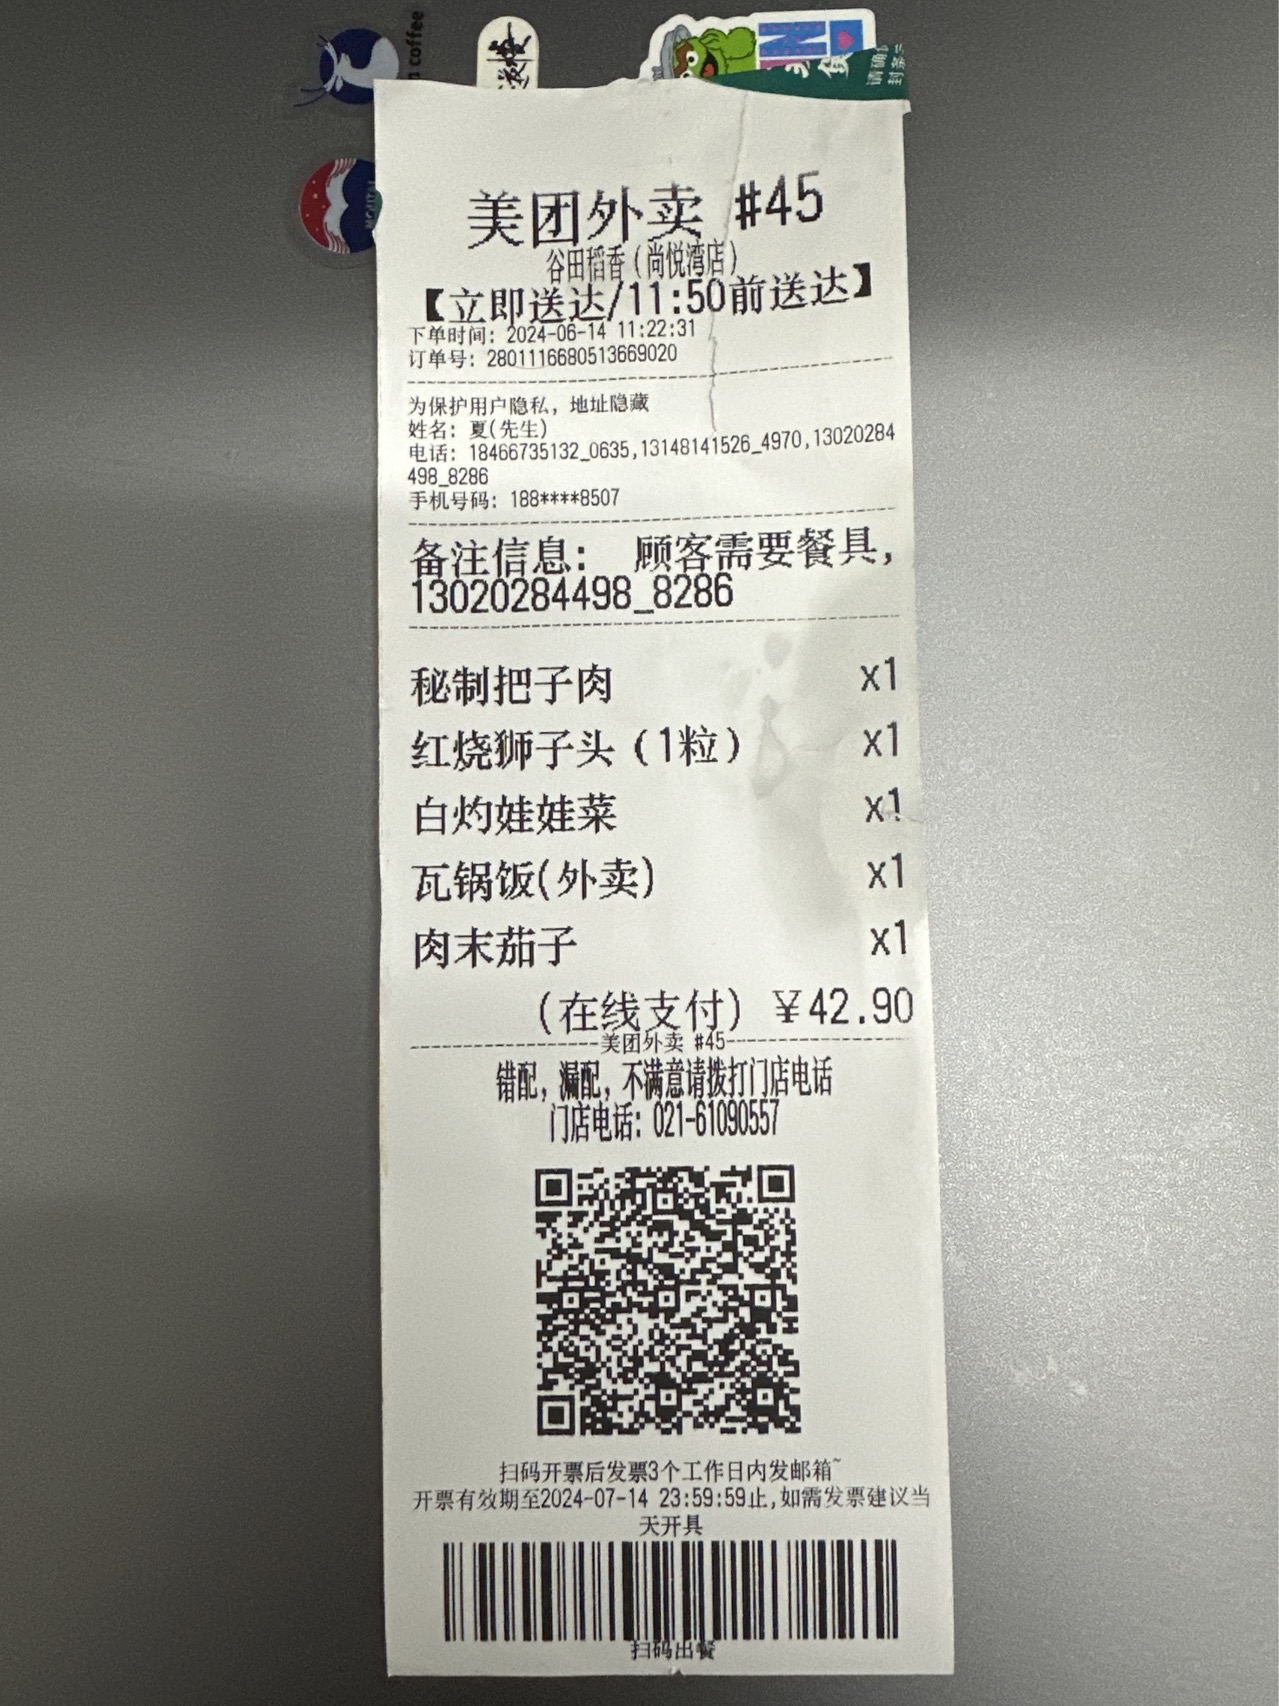 coffee
美团外卖 #45
谷田稻香(尚悦湾店)
【立即送达/11:50前送达】
下单时间: 2024-06-14 11:22:31
订单号: 2801116680513669020
为保护用户隐私, 地址隐藏
姓名: 夏(先生)
电话: 18466735132_0635,13148141526_4970,13020284
498_8286
手机号码: 188****8507
备注信息: 顾客需要餐具,
13020284498_8286
秘制把子肉 x1
红烧狮子头(1粒) x1
白灼娃娃菜 x1
瓦锅饭(外卖) x1
肉末茄子 x1
(在线支付) ¥42.90
美团外卖 #45
错配, 漏配, 不满意请拨打门店电话
门店电话: 021-61090557
扫码开票后发票3个工作日内发邮箱~
开票有效期至2024-07-14 23:59:59止,如需发票建议当
天开具
扫码出餐